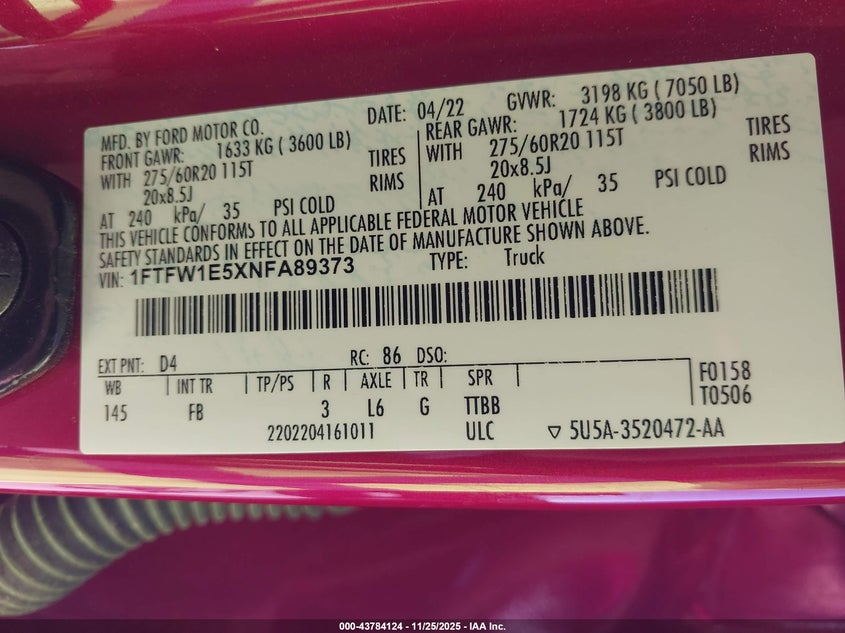 MFD. BY FORD MOTOR CO.
DATE: 04/22 GVWR: 3198 KG ( 7050 LB)
FRONT GAWR: 1633 KG ( 3600 LB)
REAR GAWR: 1724 KG ( 3800 LB)
WITH 275/60R20 115T TIRES
WITH 275/60R20 115T TIRES
20x8.5J RIMS
20x8.5J RIMS
AT 240 kPa/ 35 PSI COLD
AT 240 kPa/ 35 PSI COLD
THIS VEHICLE CONFORMS TO ALL APPLICABLE FEDERAL MOTOR VEHICLE
SAFETY STANDARDS IN EFFECT ON THE DATE OF MANUFACTURE SHOWN ABOVE.
VIN: 1FTFW1E5XNFA89373 TYPE: Truck
EXT PNT: D4 RC: 86 DSO:
WB INT TR TP/PS R AXLE TR SPR
F0158
145 FB 3 L6 G TTBB
T0506
2202204161011 ULC 5U5A-3520472-AA
000-43784124 - 11/25/2025 - IAA Inc.